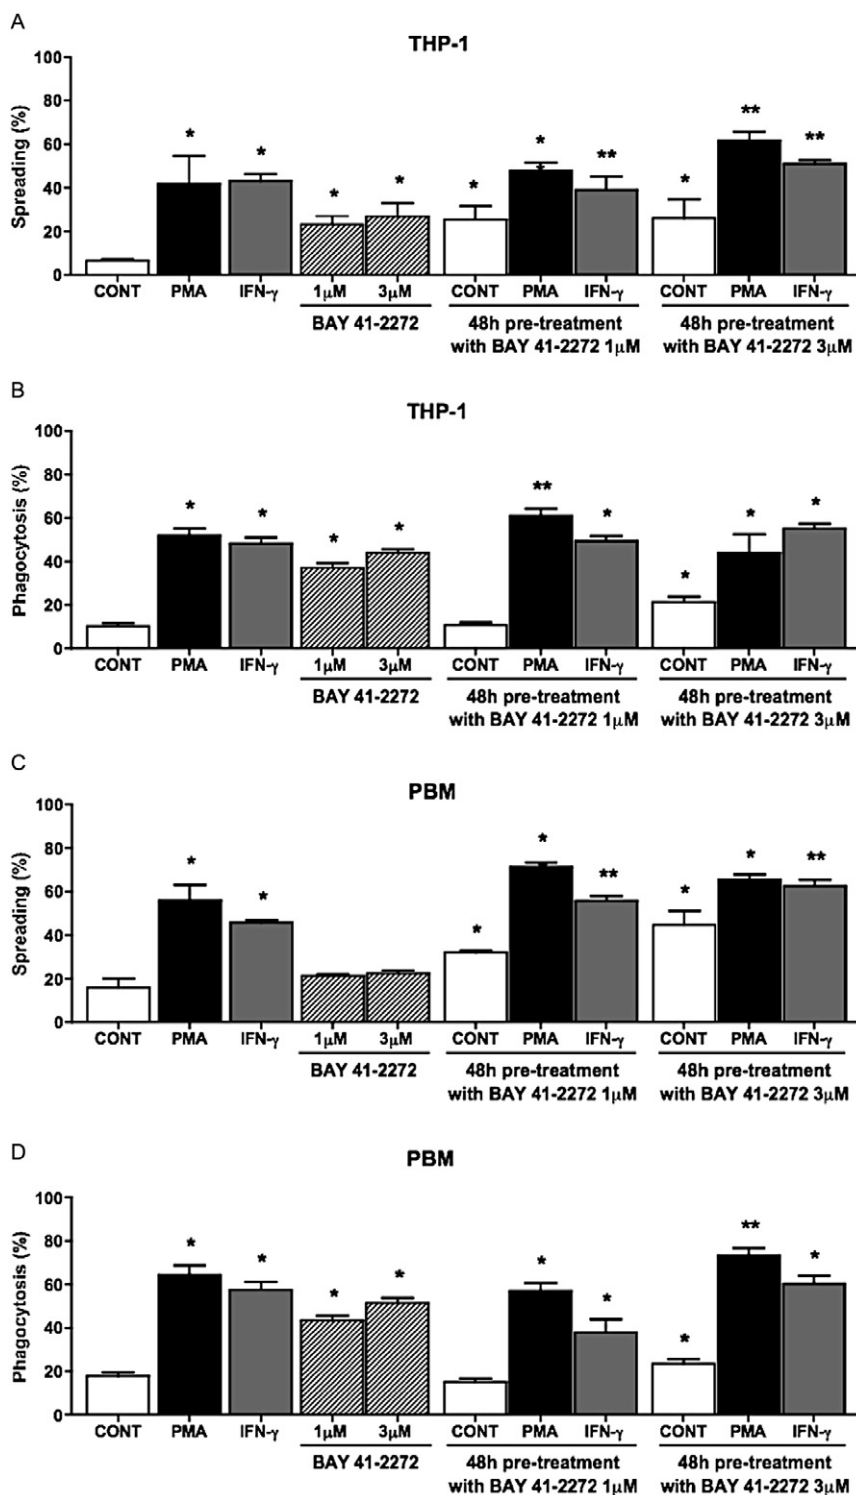 A
THP-1
Spreading (%)
100
80
60
40
20
0
* * * * * * * ** * ** **
CONT PMA IFN-γ 1μM 3μM CONT PMA IFN-γ CONT PMA IFN-γ
BAY 41-2272 48h pre-treatment 48h pre-treatment
with BAY 41-2272 1μM with BAY 41-2272 3μM
B
THP-1
Phagocytosis (%)
100
80
60
40
20
0
* * * * ** * * * *
CONT PMA IFN-γ 1μM 3μM CONT PMA IFN-γ CONT PMA IFN-γ
BAY 41-2272 48h pre-treatment 48h pre-treatment
with BAY 41-2272 1μM with BAY 41-2272 3μM
C
PBM
Spreading (%)
100
80
60
40
20
0
* * * * ** * * **
CONT PMA IFN-γ 1μM 3μM CONT PMA IFN-γ CONT PMA IFN-γ
BAY 41-2272 48h pre-treatment 48h pre-treatment
with BAY 41-2272 1μM with BAY 41-2272 3μM
D
PBM
Phagocytosis (%)
100
80
60
40
20
0
* * * * * * * ** *
CONT PMA IFN-γ 1μM 3μM CONT PMA IFN-γ CONT PMA IFN-γ
BAY 41-2272 48h pre-treatment 48h pre-treatment
with BAY 41-2272 1μM with BAY 41-2272 3μM